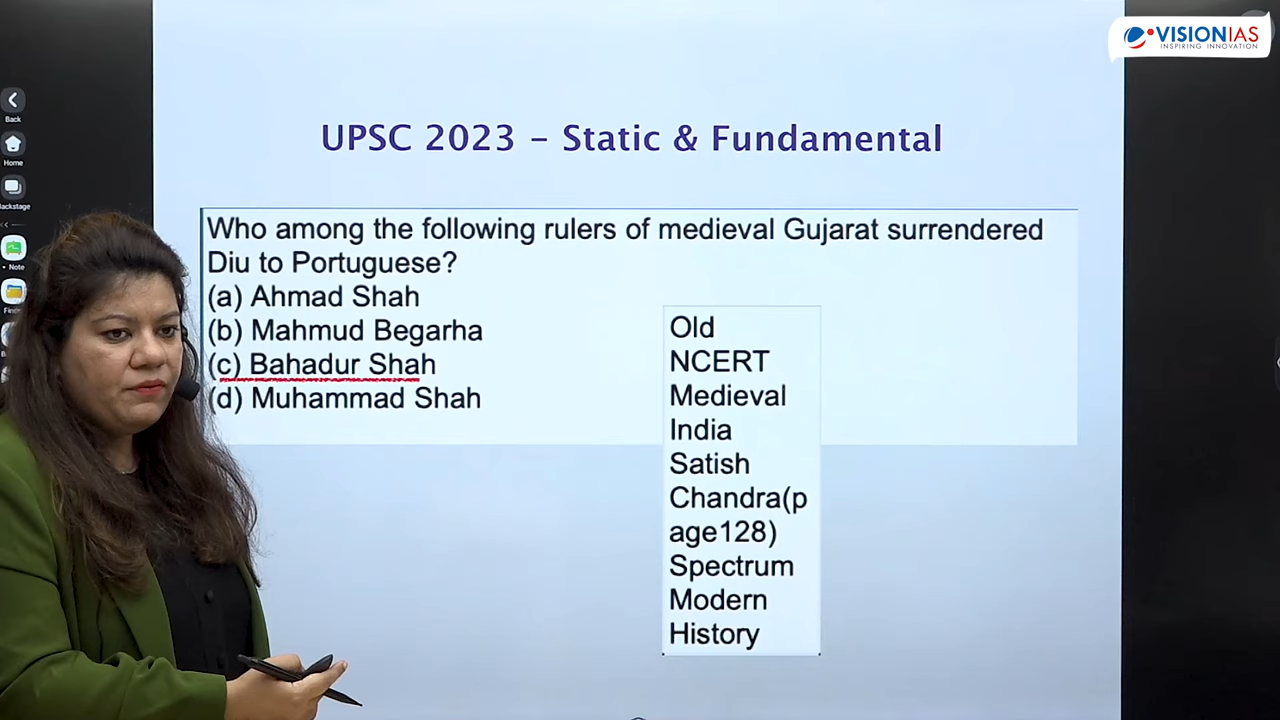 VISIONIAS
INSPIRING INNOVATION
Back
Home
Note
UPSC 2023 – Static & Fundamental
Who among the following rulers of medieval Gujarat surrendered
Diu to Portuguese?
(a) Ahmad Shah
(b) Mahmud Begarha
(c) Bahadur Shah
(d) Muhammad Shah
Old
NCERT
Medieval
India
Satish
Chandra(p
age128)
Spectrum
Modern
History